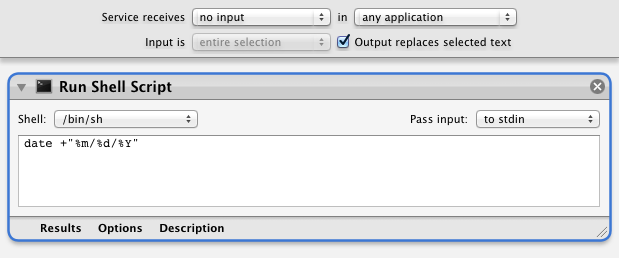 Service receives no input in any application
Input is entire selection Output replaces selected text
Run Shell Script
Shell: /bin/sh Pass input: to stdin
date +"%m/%d/%Y"
Results Options Description